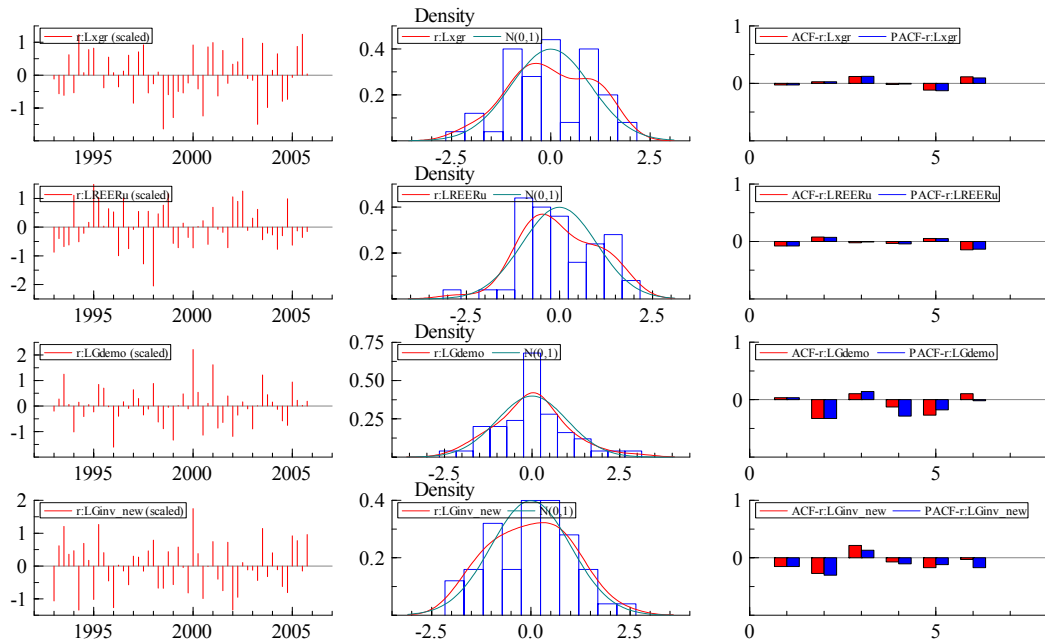 Density
r:Lxgr (scaled)
r:Lxgr N(0,1)
ACF-r:Lxgr PACF-r:Lxgr
1
0
-1
0.4
0.2
1
0
1995 2000 2005
-2.5 0.0 2.5
0 5
Density
r:LREERu (scaled)
r:LREERu N(0,1)
ACF-r:LREERu PACF-r:LREERu
1
0
-1
-2
0.4
0.2
1
0
1995 2000 2005
-2.5 0.0 2.5
0 5
Density
r:LGdemo (scaled)
r:LGdemo N(0,1)
ACF-r:LGdemo PACF-r:LGdemo
2
1
0
-1
0.75
0.50
0.25
1
0
1995 2000 2005
-2.5 0.0 2.5
0 5
Density
r:LGinv_new (scaled)
r:LGinv_new N(0,1)
ACF-r:LGinv_new PACF-r:LGinv_new
1
0
-1
0.4
0.2
1
0
1995 2000 2005
-2.5 0.0 2.5
0 5